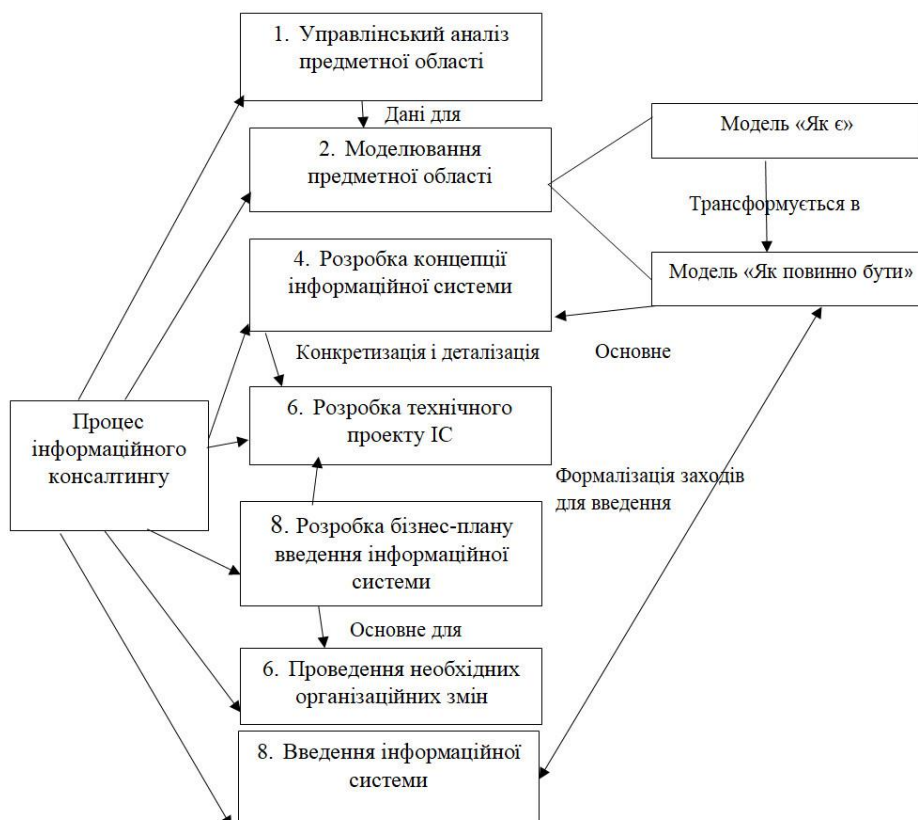 1. Управлінський аналіз
предметної області
Дані для
2. Моделювання
предметної області
Модель «Як є»
Трансформується в
Модель «Як повинно бути»
4. Розробка концепції
інформаційної системи
Конкретизація і деталізація
Основне
6. Розробка технічного
проекту ІС
Процес
інформаційного
консалтингу
Формалізація заходів
для введення
8. Розробка бізнес-плану
введення інформаційної
системи
Основне для
6. Проведення необхідних
організаційних змін
8. Введення інформаційної
системи